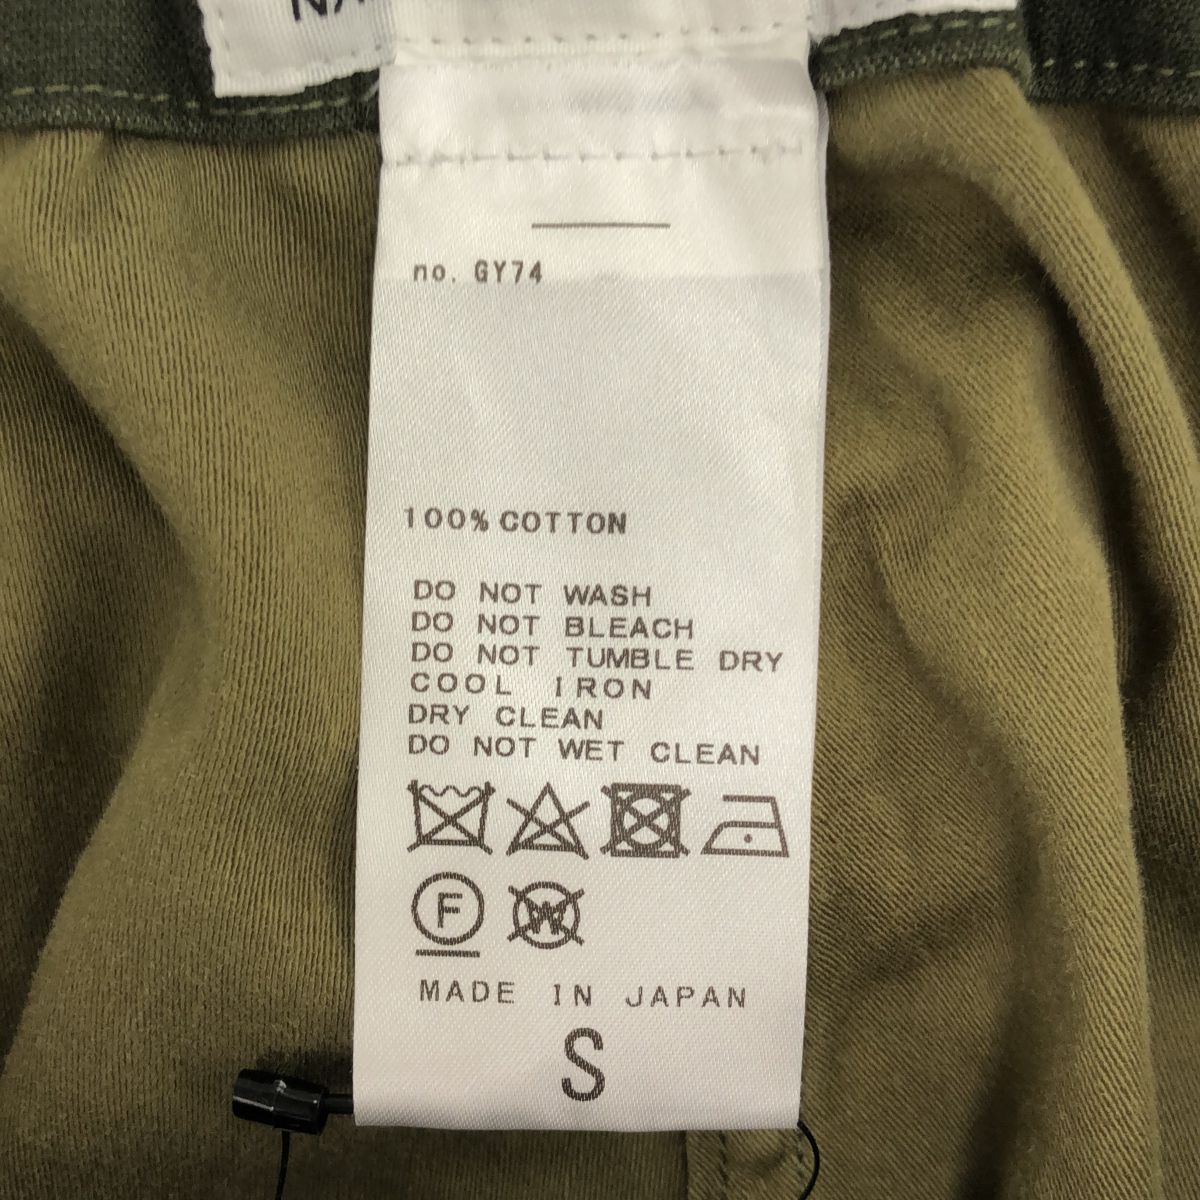 no. GY74
100% COTTON
DO NOT WASH
DO NOT BLEACH
DO NOT TUMBLE DRY
COOL IRON
DRY CLEAN
DO NOT WET CLEAN
F W
MADE IN JAPAN
S